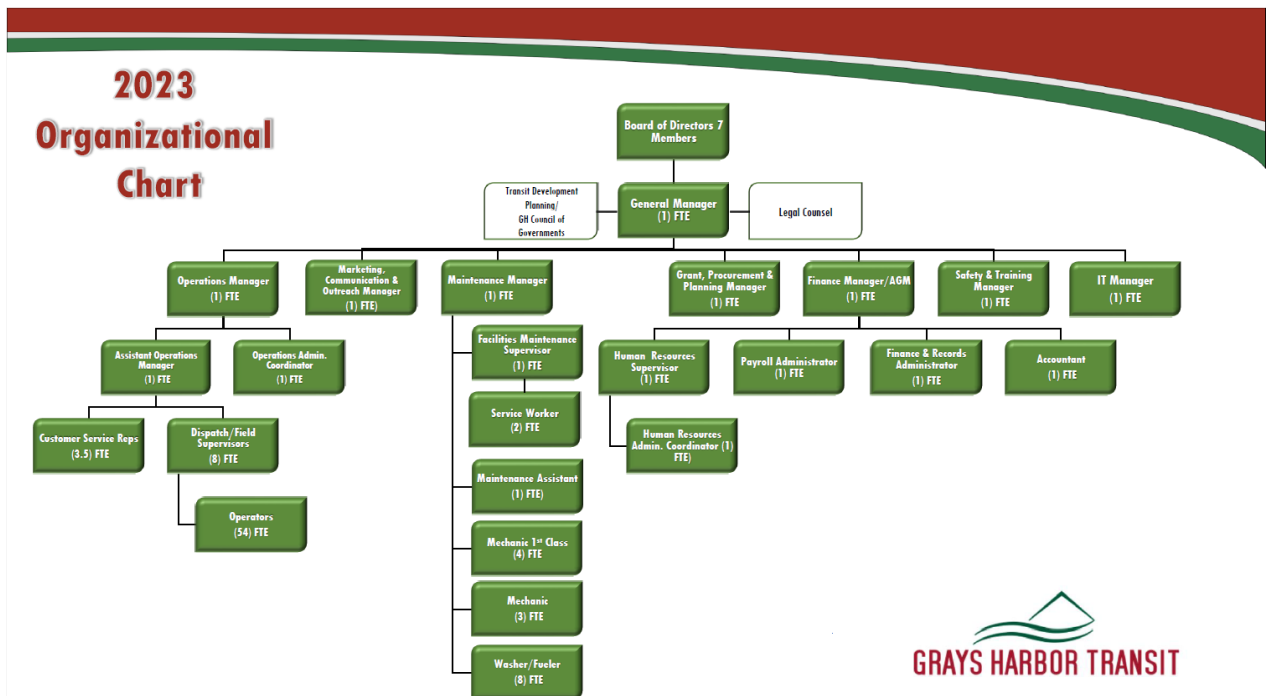 2023
Organizational
Chart
Board of Directors 7
Members
Transit Development
Planning/
GH Council of
Governments
General Manager
(1) FTE
Legal Counsel
Operations Manager
(1) FTE
Marketing,
Communication &
Outreach Manager
(1) FTE)
Maintenance Manager
(1) FTE
Grant, Procurement &
Planning Manager
(1) FTE
Finance Manager/AGM
(1) FTE
Safety & Training
Manager
(1) FTE
IT Manager
(1) FTE
Assistant Operations
Manager
(1) FTE
Operations Admin.
Coordinator
(1) FTE
Facilities Maintenance
Supervisor
(1) FTE
Human Resources
Supervisor
(1) FTE
Payroll Administrator
(1) FTE
Finance & Records
Administrator
(1) FTE
Accountant
(1) FTE
Customer Service Reps
(3.5) FTE
Dispatch/Field
Supervisors
(8) FTE
Service Worker
(2) FTE
Human Resources
Admin. Coordinator (1)
FTE)
Maintenance Assistant
(1) FTE)
Operators
(54) FTE
Mechanic 1st Class
(4) FTE
Mechanic
(3) FTE
Washer/Fueler
(8) FTE
GRAYS HARBOR TRANSIT